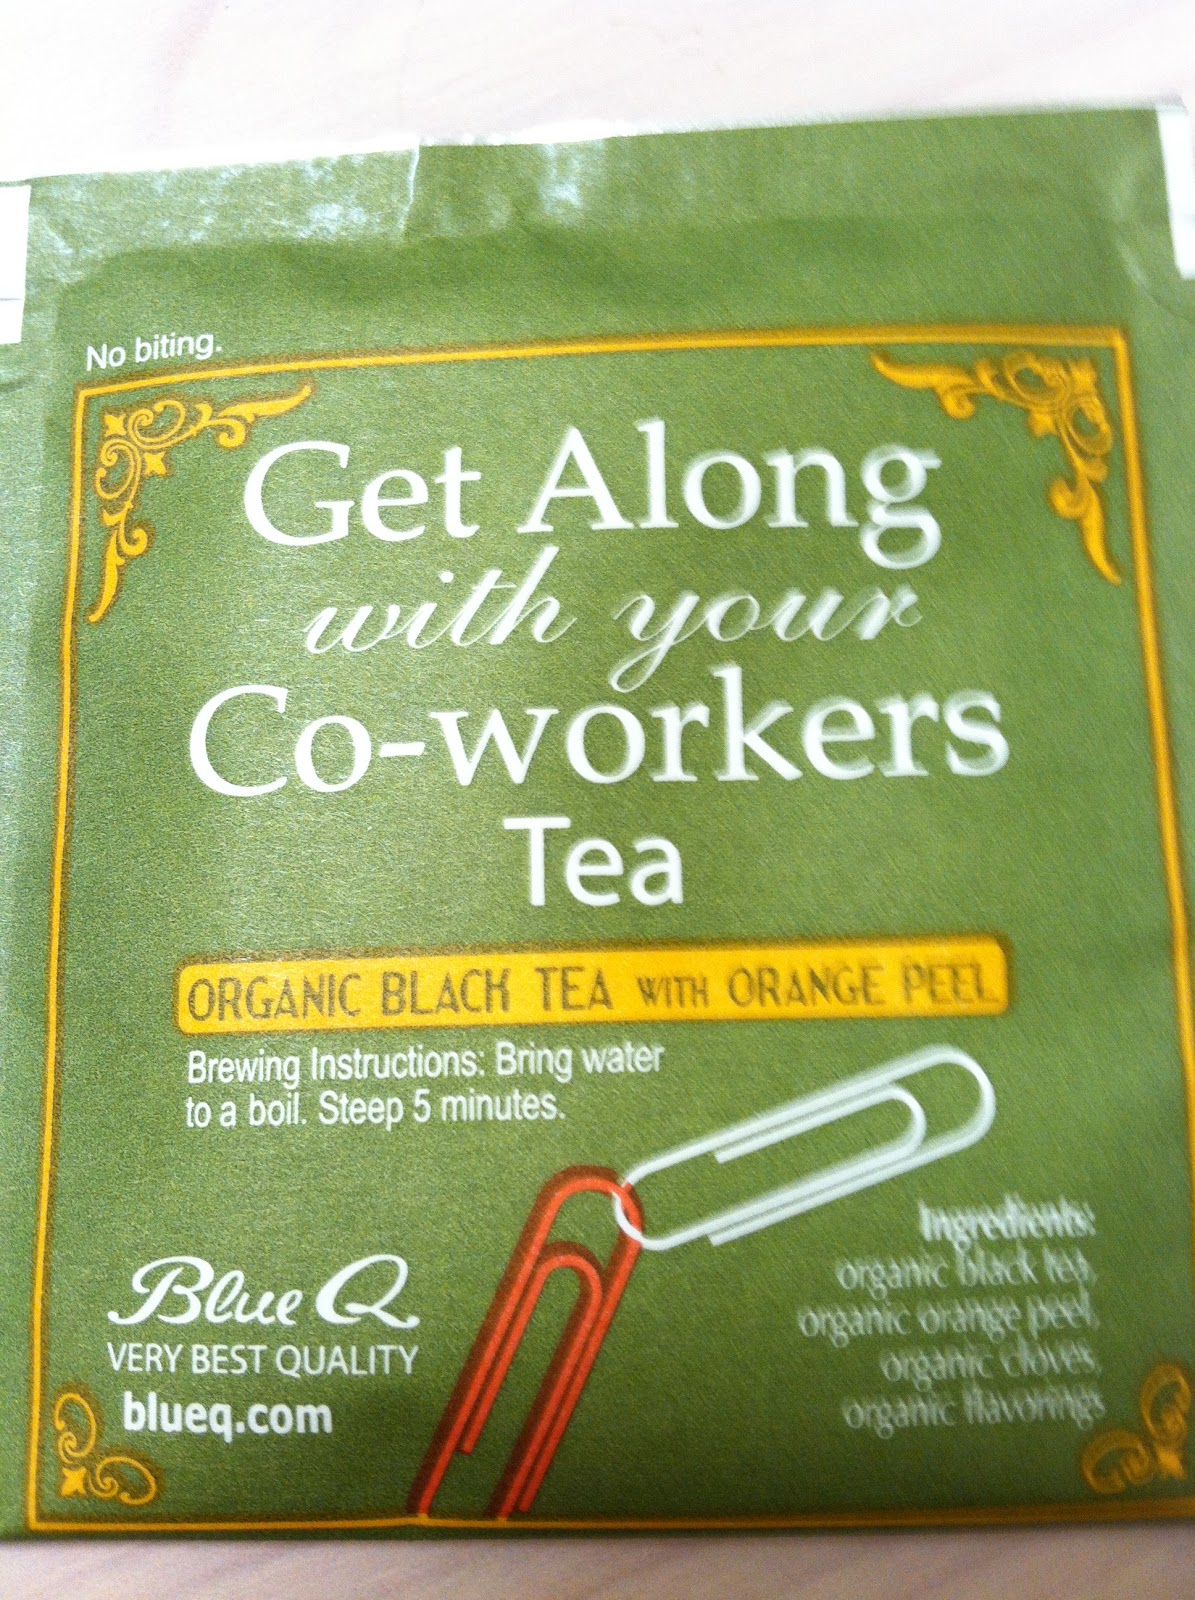 No biting.
Get Along
with your
Co-workers
Tea
ORGANIC BLACK TEA WITH ORANGE PEEL
Brewing Instructions: Bring water
to a boil. Steep 5 minutes.
Blue Q
VERY BEST QUALITY
blueq.com
Ingredients:
organic black tea,
organic orange peel,
organic cloves,
organic flavorings